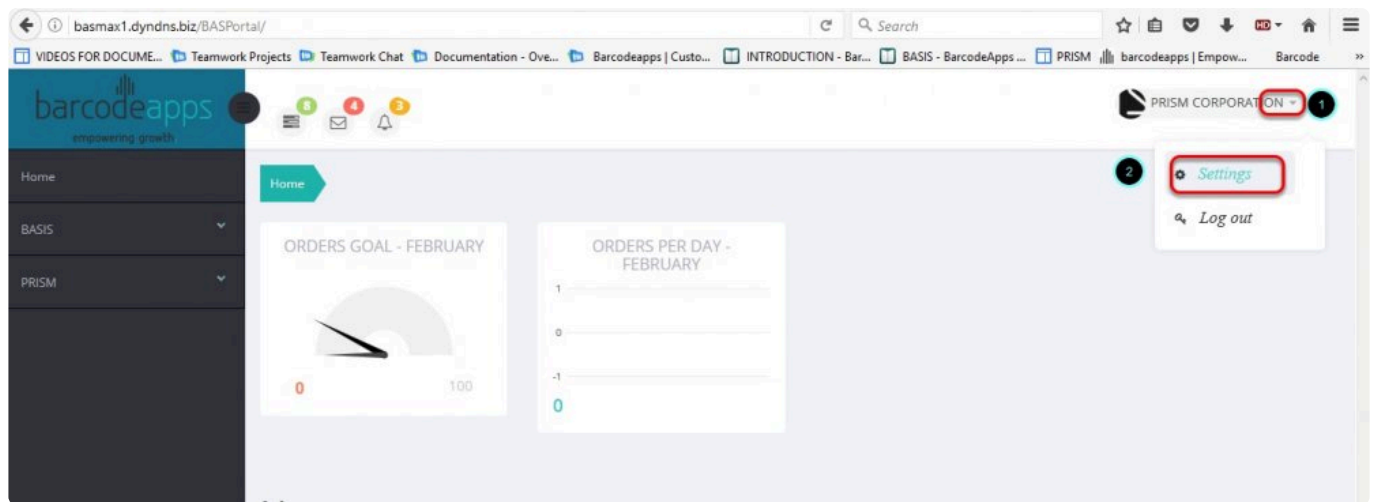 basmax1.dyndns.biz/BASPortal/
Search
HD
VIDEOS FOR DOCUME... Teamwork Projects Teamwork Chat Documentation - Ove... Barcodeapps | Custo... INTRODUCTION - Bar... BASIS - BarcodeApps ... PRISM barcodeapps | Empow... Barcode »
barcodeapps
empowering growth
8 4 3
PRISM CORPORATION 1
Home
Home
2 Settings
Log out
BASIS
PRISM
ORDERS GOAL - FEBRUARY
0 100
ORDERS PER DAY -
FEBRUARY
1
0
-1
0